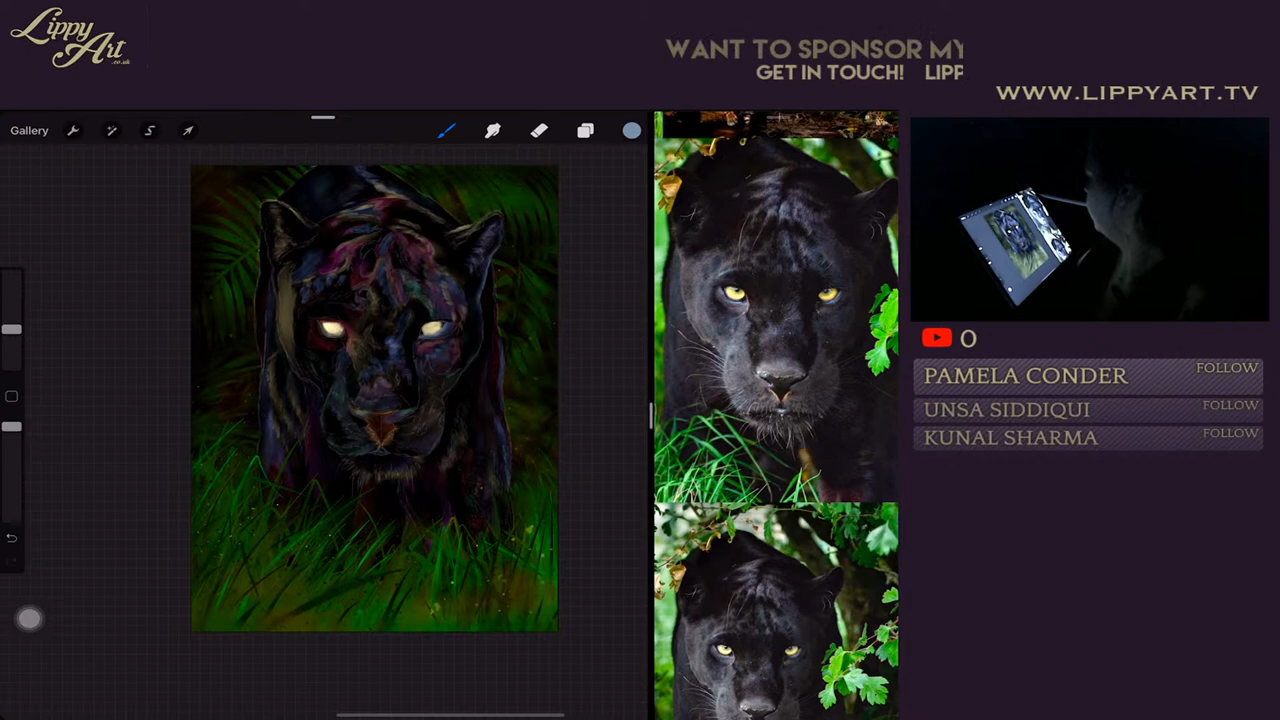 Lippy
Art
.co.uk
WANT TO SPONSOR MY
GET IN TOUCH! LIPP
WWW.LIPPYART.TV
Gallery
0
PAMELA CONDER FOLLOW
UNSA SIDDIQUI FOLLOW
KUNAL SHARMA FOLLOW